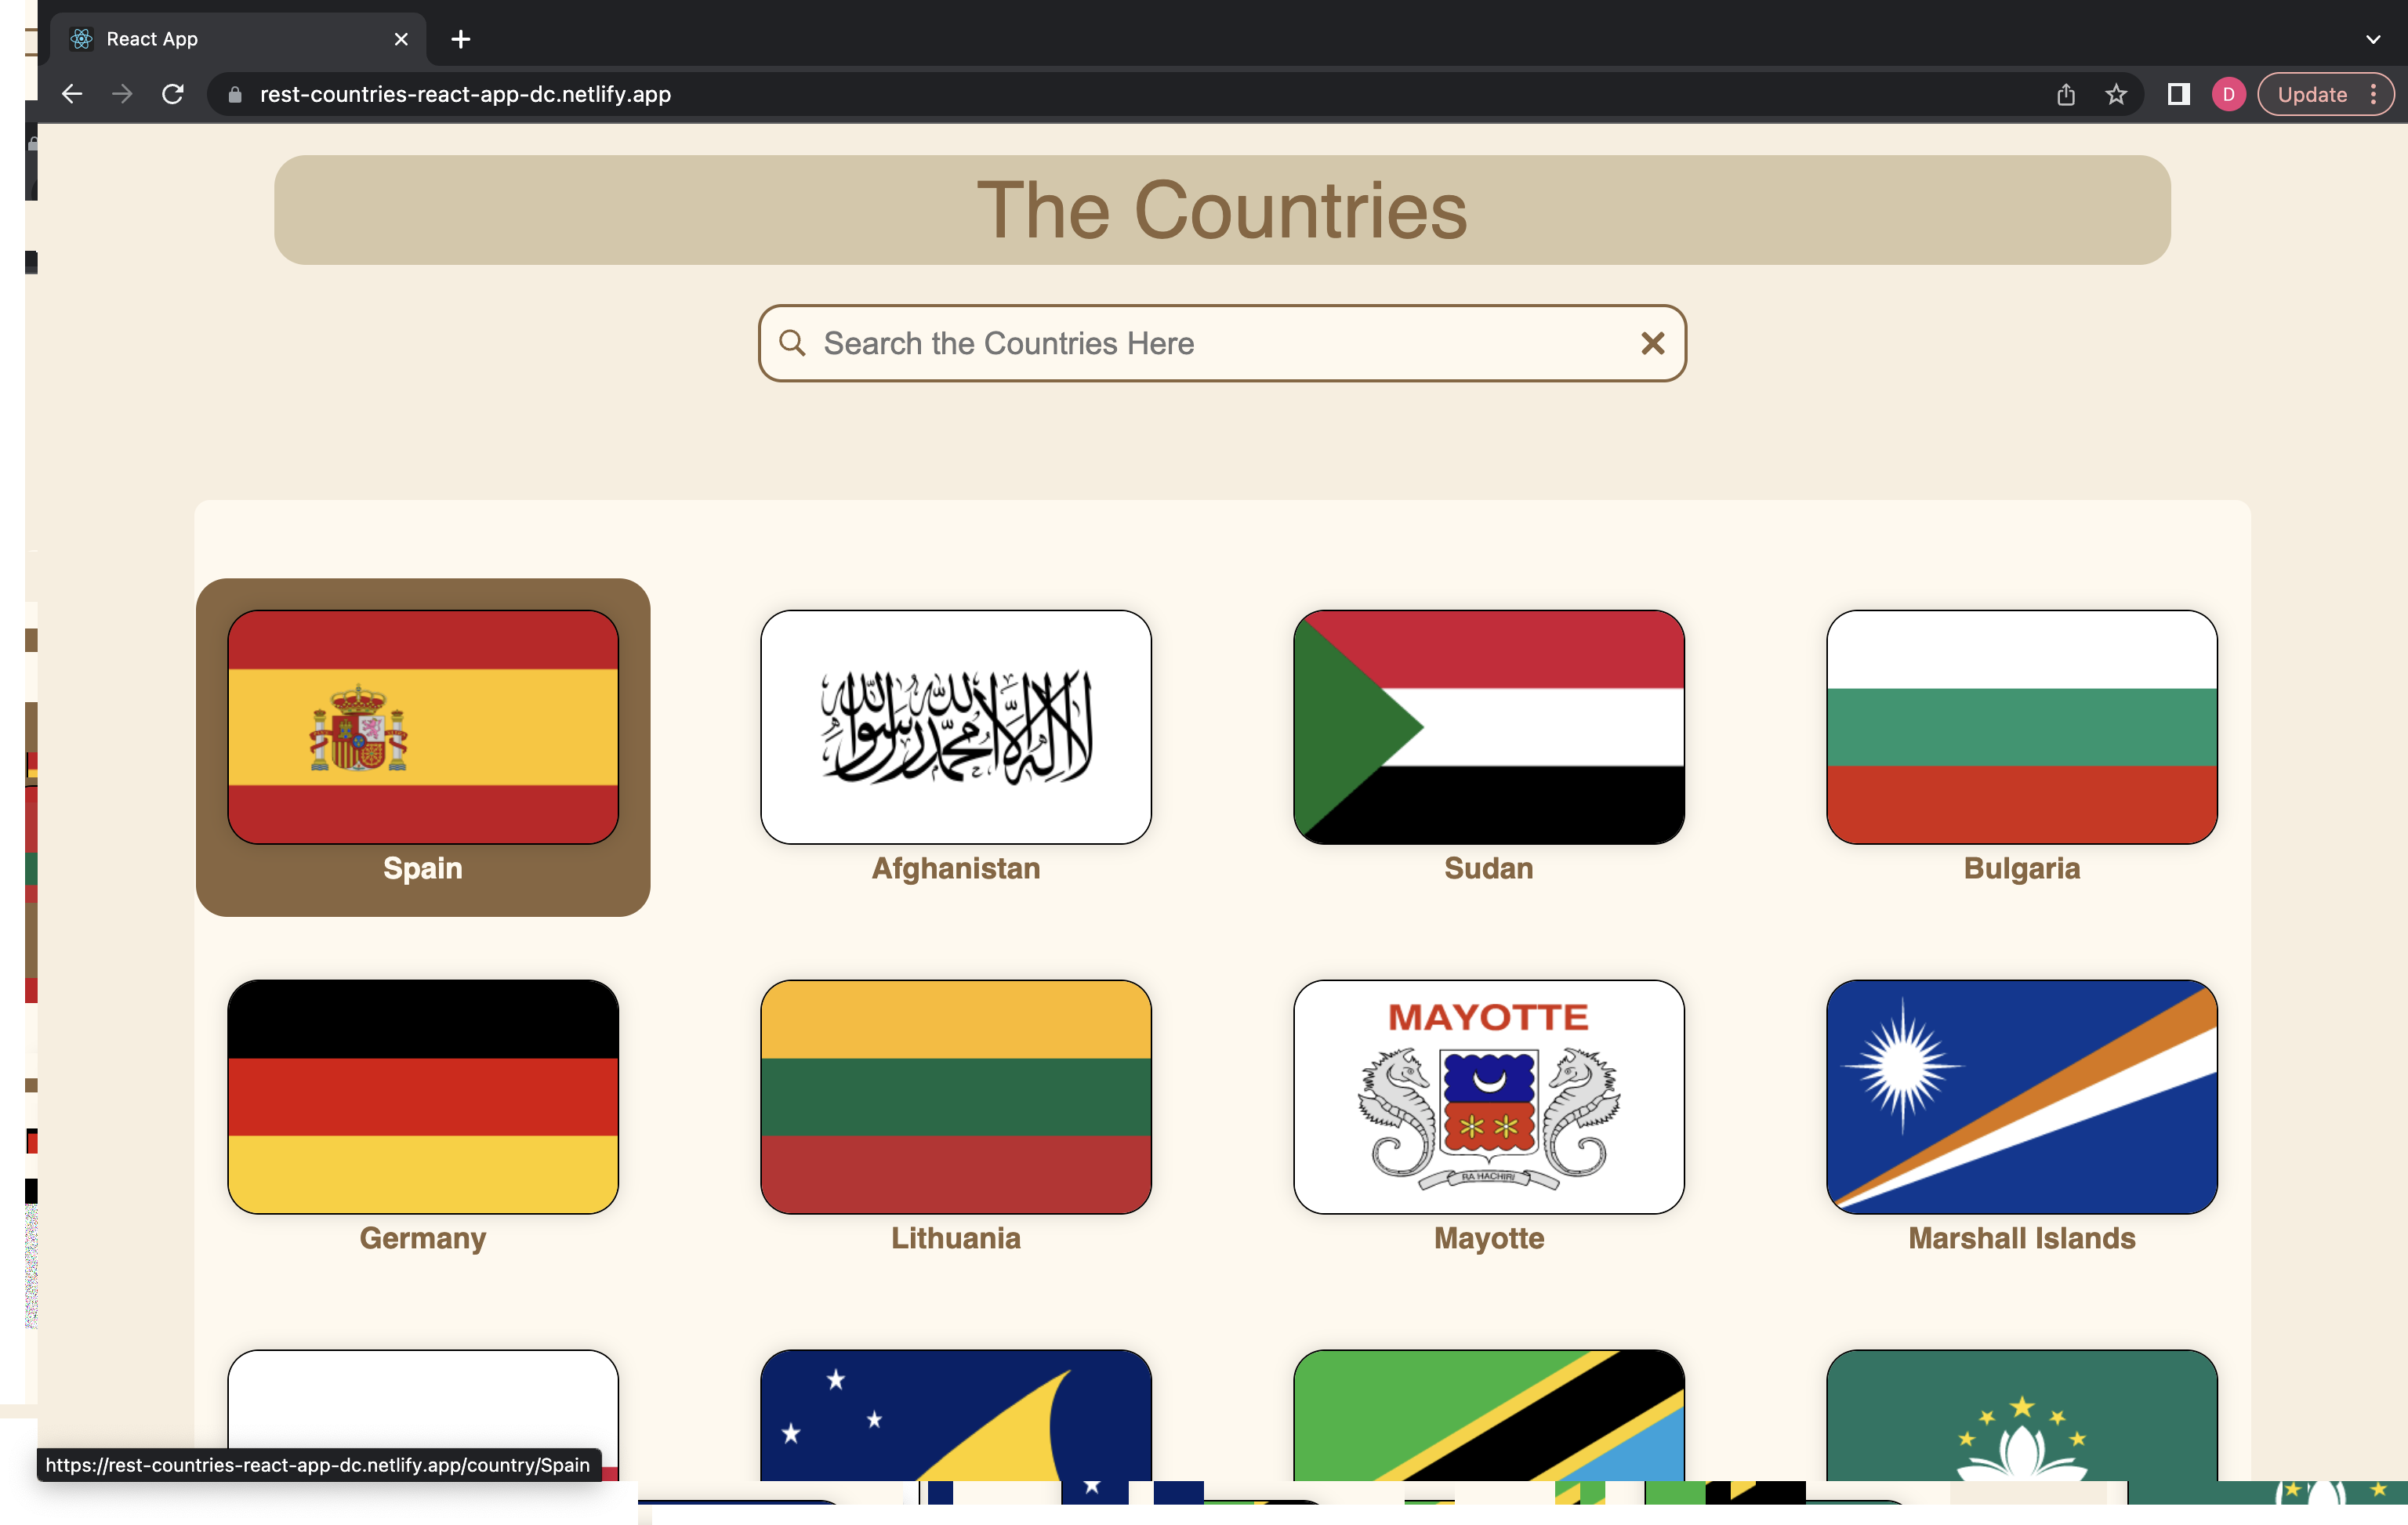 React App
rest-countries-react-app-dc.netlify.app
D
Update
The Countries
Search the Countries Here
لا إله إلا الله محمد رسول الله
Spain
Afghanistan
Sudan
Bulgaria
MAYOTTE
RA HACHIRI
Germany
Lithuania
Mayotte
Marshall Islands
https://rest-countries-react-app-dc.netlify.app/country/Spain